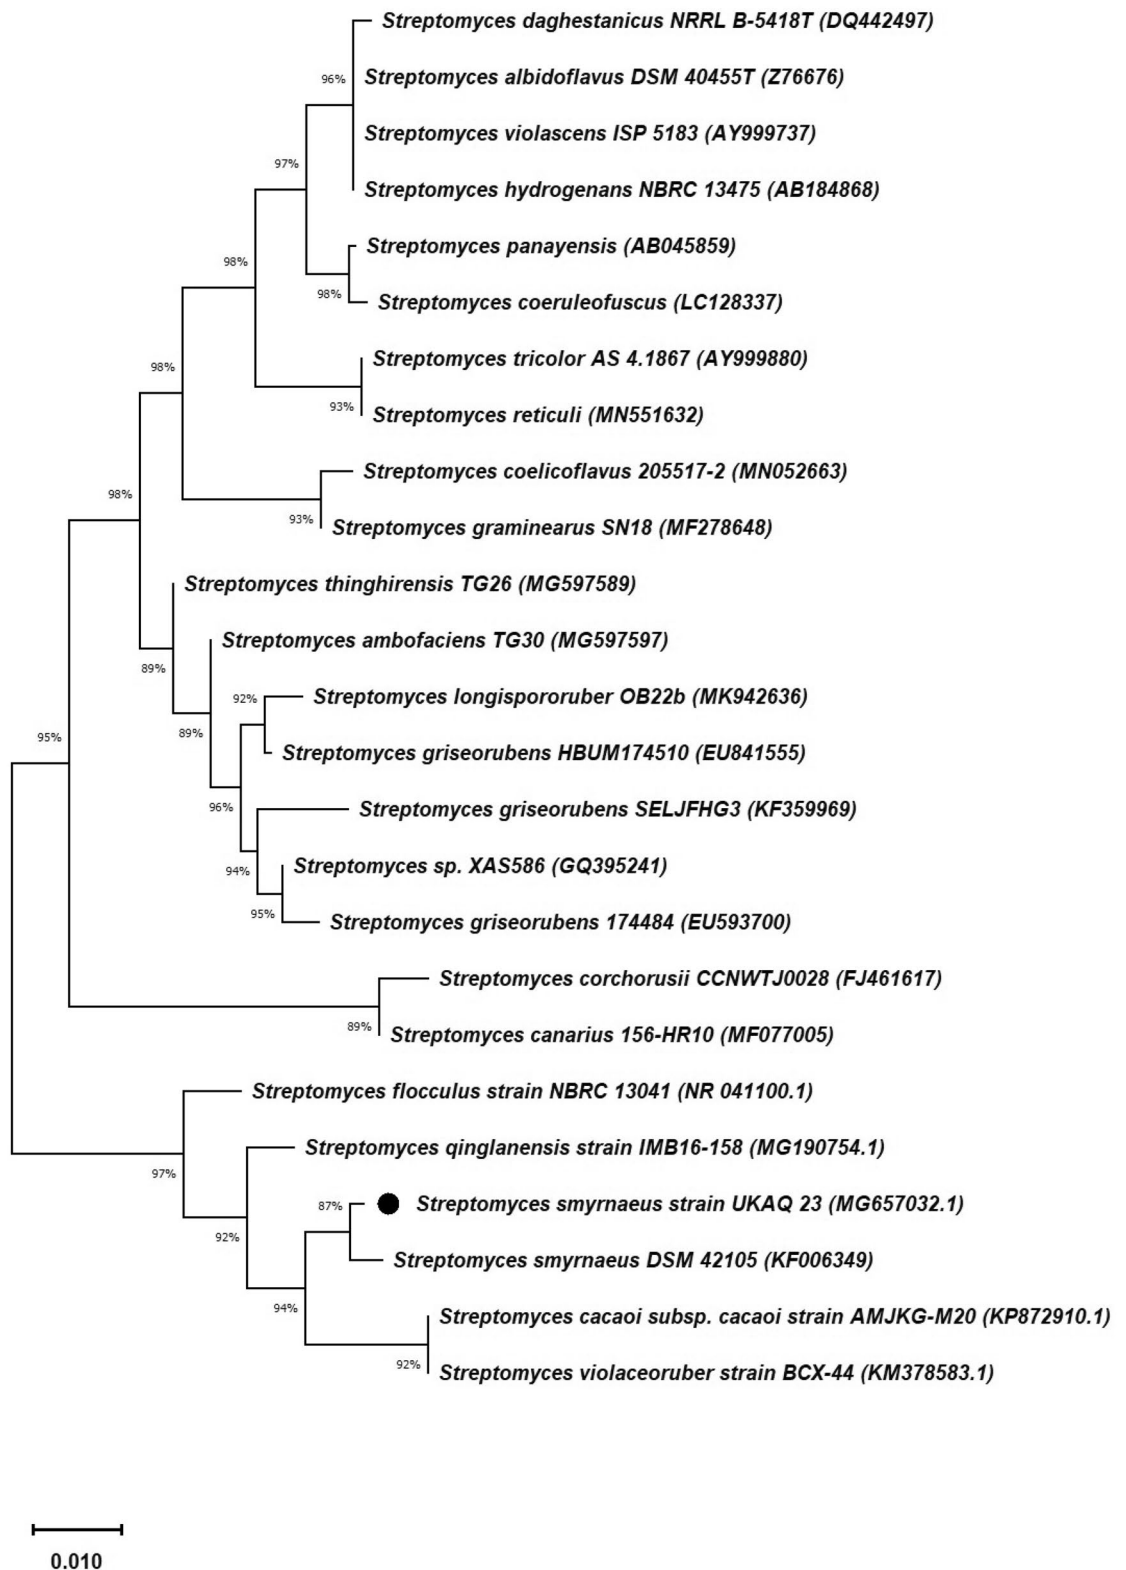 Streptomyces daghestanicus NRRL B-5418T (DQ442497)
96%
Streptomyces albidoflavus DSM 40455T (Z76676)
Streptomyces violascens ISP 5183 (AY999737)
97%
Streptomyces hydrogenans NBRC 13475 (AB184868)
Streptomyces panayensis (AB045859)
98%
98%
Streptomyces coeruleofuscus (LC128337)
Streptomyces tricolor AS 4.1867 (AY999880)
98%
93%
Streptomyces reticuli (MN551632)
Streptomyces coelicoflavus 205517-2 (MN052663)
98%
93%
Streptomyces graminearus SN18 (MF278648)
Streptomyces thinghirensis TG26 (MG597589)
Streptomyces ambofaciens TG30 (MG597597)
89%
92%
Streptomyces longispororuber OB22b (MK942636)
95%
89%
Streptomyces griseorubens HBUM174510 (EU841555)
96%
Streptomyces griseorubens SELJFHG3 (KF359969)
94%
Streptomyces sp. XAS586 (GQ395241)
95%
Streptomyces griseorubens 174484 (EU593700)
Streptomyces corchorusii CCNWTJ0028 (FJ461617)
89%
Streptomyces canarius 156-HR10 (MF077005)
Streptomyces flocculus strain NBRC 13041 (NR 041100.1)
Streptomyces qinglanensis strain IMB16-158 (MG190754.1)
97%
87%
Streptomyces smyrnaeus strain UKAQ 23 (MG657032.1)
92%
Streptomyces smyrnaeus DSM 42105 (KF006349)
94%
Streptomyces cacaoi subsp. cacaoi strain AMJKG-M20 (KP872910.1)
92%
Streptomyces violaceoruber strain BCX-44 (KM378583.1)
0.010